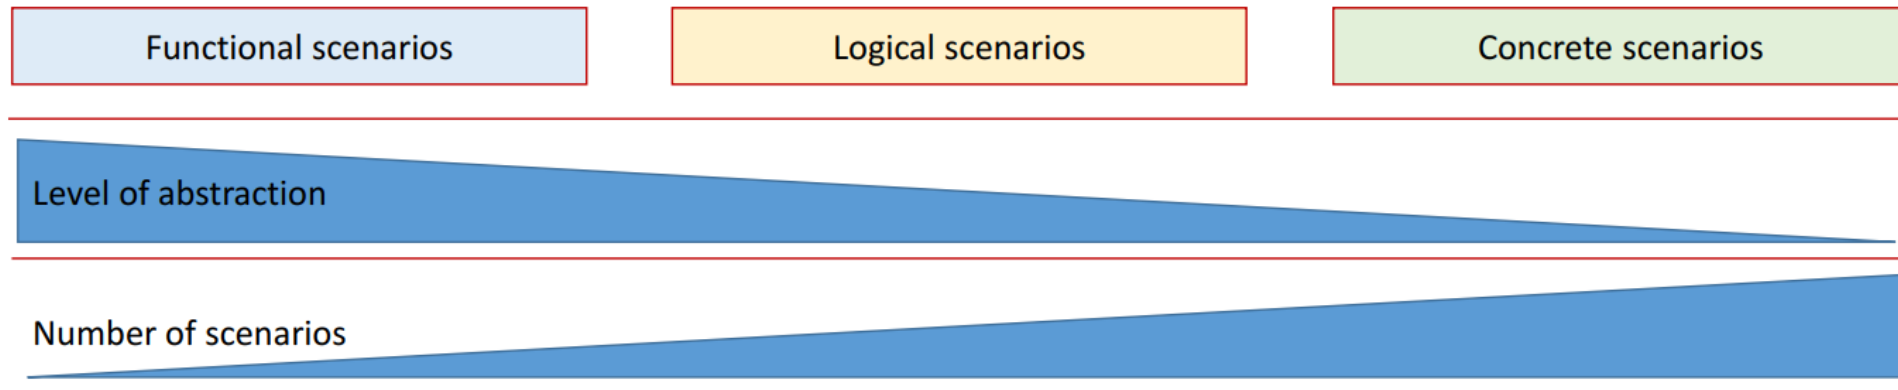 Functional scenarios
Logical scenarios
Concrete scenarios
Level of abstraction
Number of scenarios